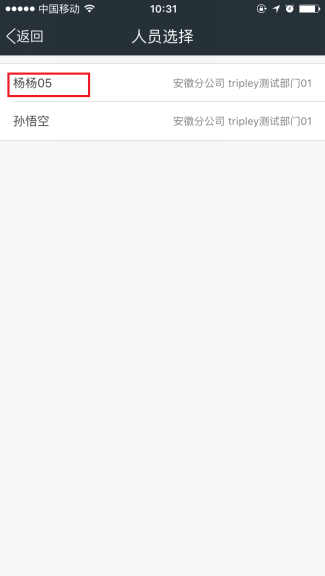 中国移动 10:31
返回 人员选择
杨杨05 安徽分公司 tripley测试部门01
孙悟空 安徽分公司 tripley测试部门01